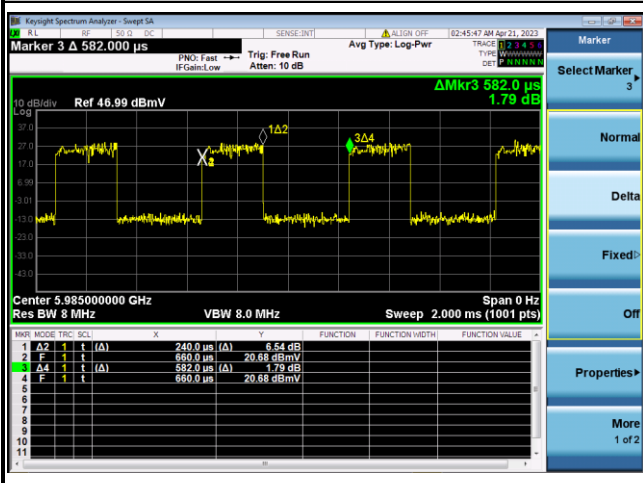 Keysight Spectrum Analyzer - Swept SA
RL RF 50 Ω DC SENSE:INT ALIGN OFF 02:45:47 AM Apr 21, 2023
Marker 3 Δ 582.000 µs
PNO: Fast Trig: Free Run Avg Type: Log-Pwr TRACE 1 2 3 4 5 6
IFGain:Low Atten: 10 dB TYPE WWWWWW
DET P N N N N N
ΔMkr3 582.0 µs
10 dB/div Ref 46.99 dBmV 1.79 dB
Log
37.0
27.0
17.0
6.99
-3.01
-13.0
-23.0
-33.0
-43.0
1Δ2
3Δ4
X
Center 5.985000000 GHz Span 0 Hz
Res BW 8 MHz VBW 8.0 MHz Sweep 2.000 ms (1001 pts)
MKR MODE TRC SCL X Y FUNCTION FUNCTION WIDTH FUNCTION VALUE
1 Δ2 1 t (Δ) 240.0 µs (Δ) 6.54 dB
2 F 1 t 660.0 µs 20.68 dBmV
3 Δ4 1 t (Δ) 582.0 µs (Δ) 1.79 dB
4 F 1 t 660.0 µs 20.68 dBmV
5
6
7
8
9
10
11
Marker
Select Marker
3
Normal
Delta
Fixed
Off
Properties
More
1 of 2